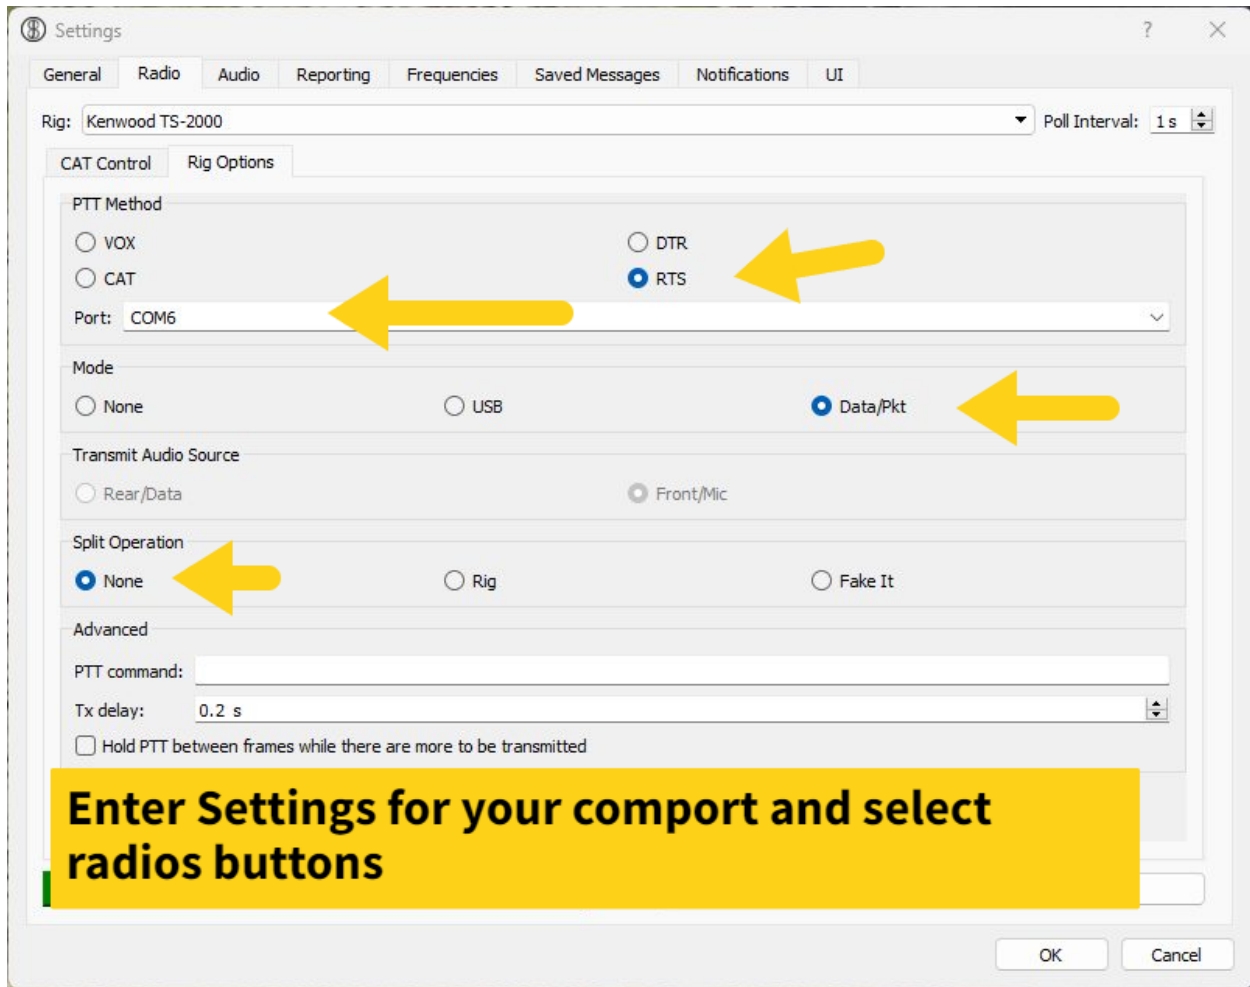 Settings ?
General Radio Audio Reporting Frequencies Saved Messages Notifications UI
Rig: Kenwood TS-2000 Poll Interval: 1 s
CAT Control Rig Options
PTT Method
VOX DTR
CAT RTS
Port: COM6
Mode
None USB Data/Pkt
Transmit Audio Source
Rear/Data Front/Mic
Split Operation
None Rig Fake It
Advanced
PTT command:
Tx delay: 0.2 s
Hold PTT between frames while there are more to be transmitted
Enter Settings for your comport and select
radios buttons
OK Cancel